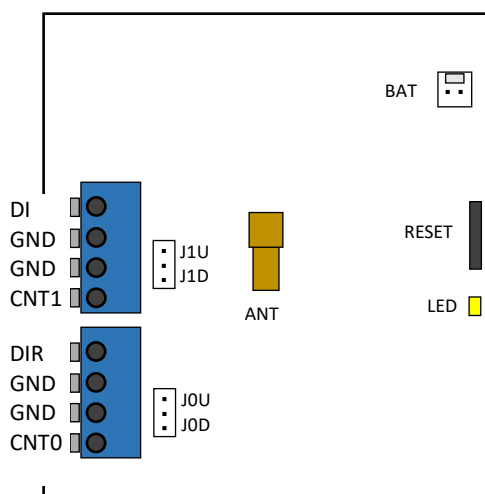 BAT
DI
GND
GND
CNT1
J1U
J1D
ANT
RESET
LED
DIR
GND
GND
CNT0
J0U
J0D